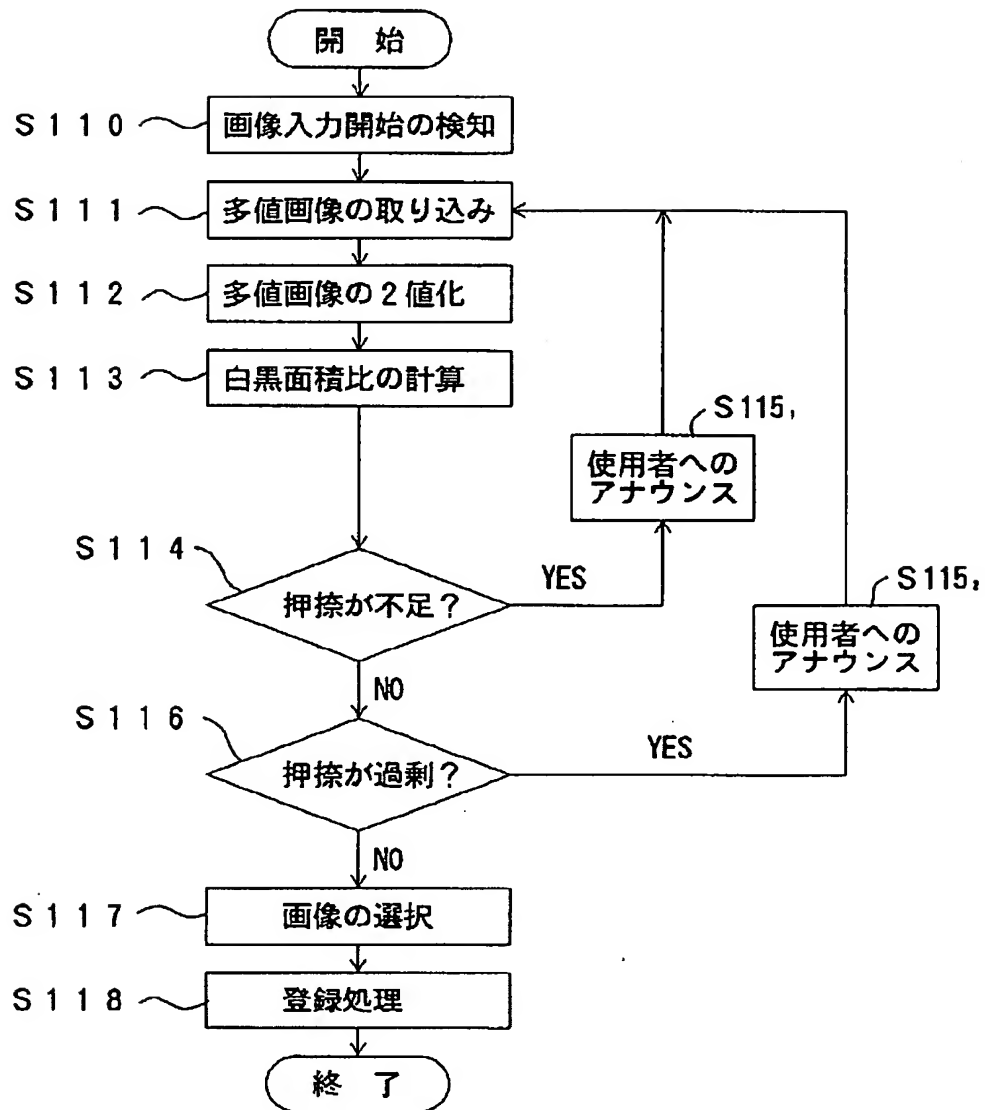 開 始
S110
画像入力開始の検知
S111
多値画像の取り込み
S112
多値画像の2値化
S113
白黒面積比の計算
S115₁
使用者への
アナウンス
S114
押捺が不足?
YES
S115₂
使用者への
アナウンス
NO
S116
押捺が過剰?
YES
NO
S117
画像の選択
S118
登録処理
終 了